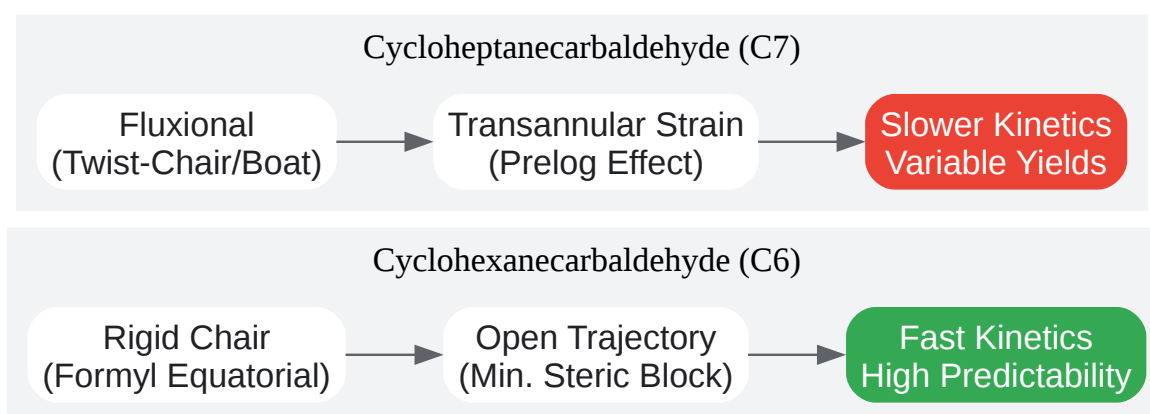 Cycloheptanecarbaldehyde (C7)
Fluxional
(Twist-Chair/Boat)
Transannular Strain
(Prelog Effect)
Slower Kinetics
Variable Yields
Cyclohexanecarbaldehyde (C6)
Rigid Chair
(Formyl Equatorial)
Open Trajectory
(Min. Steric Block)
Fast Kinetics
High Predictability